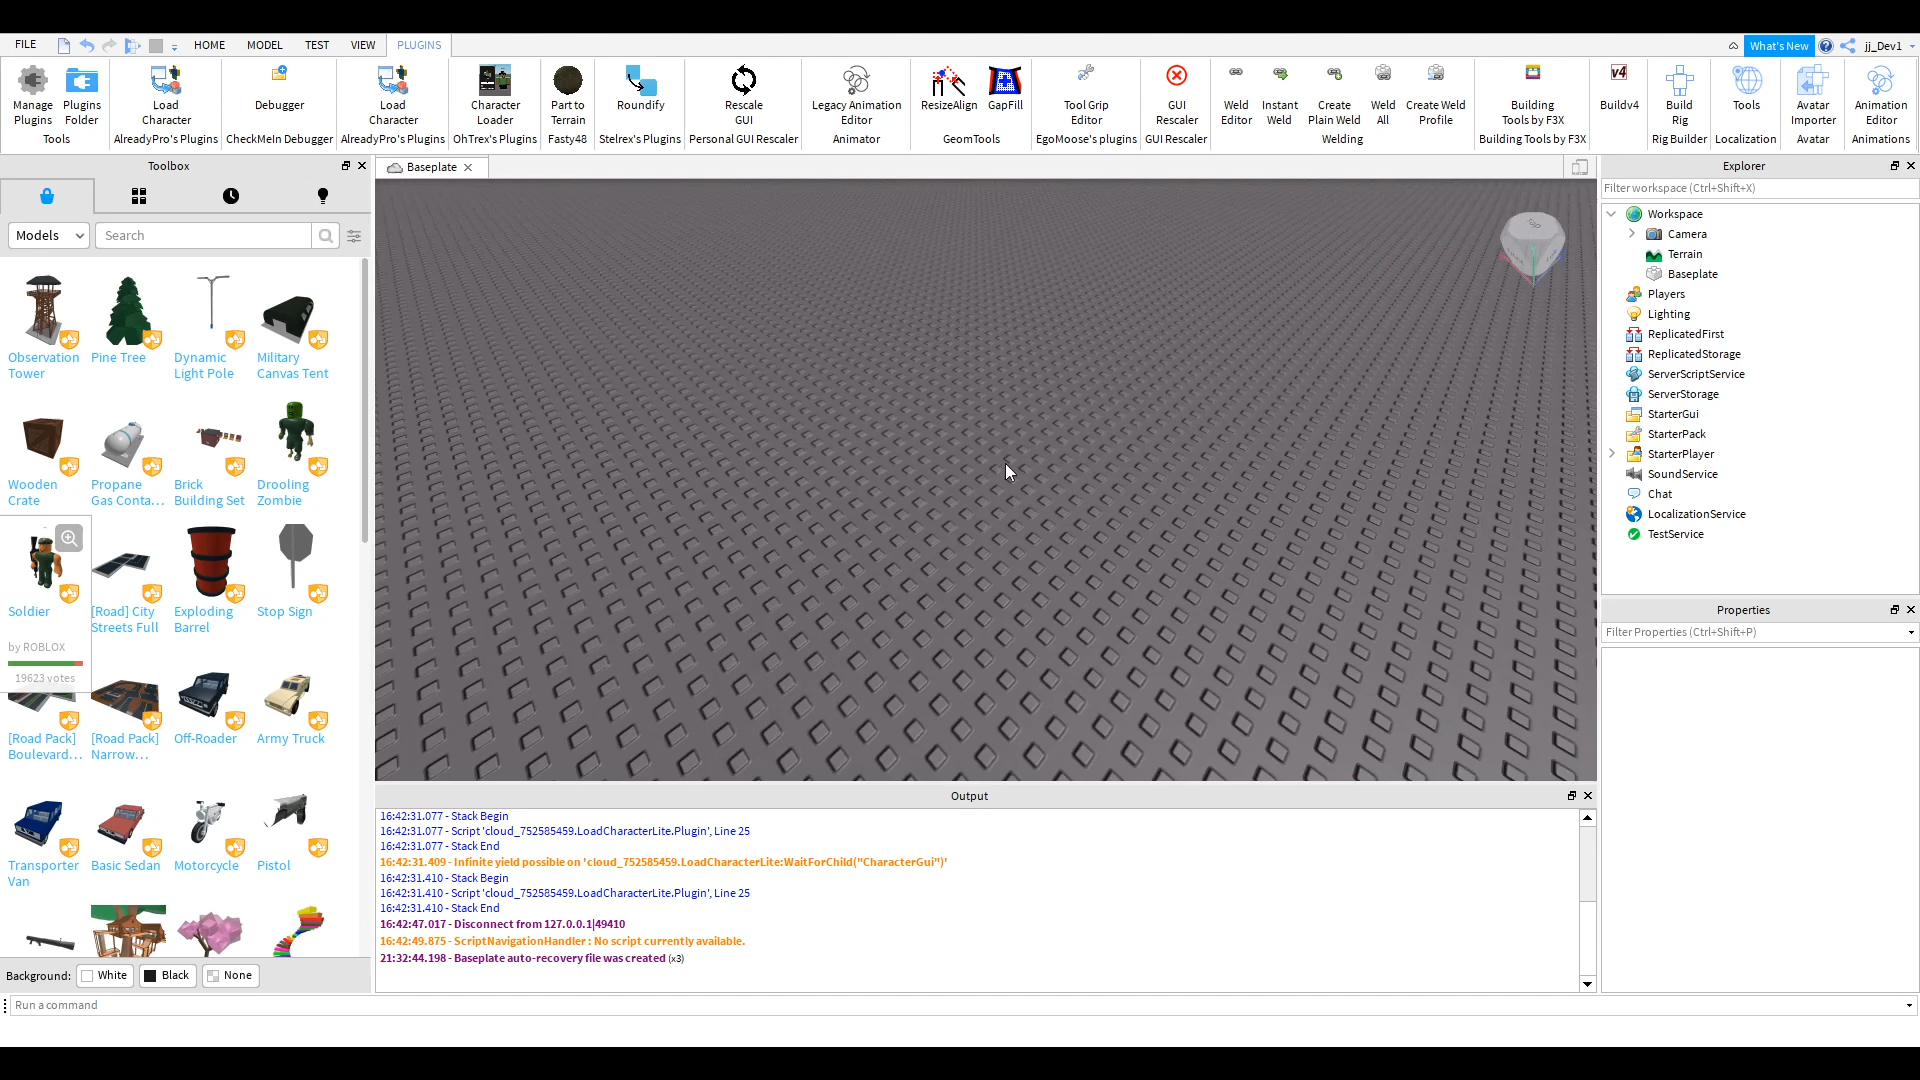 FILE HOME MODEL TEST VIEW PLUGINS What's New jj_Dev1
Manage Plugins
Plugins Folder
Tools
Load Character
AlreadyPro's Plugins
Debugger
CheckMeIn Debugger
Load Character
AlreadyPro's Plugins
Character Loader
OhTrex's Plugins
Part to Terrain
Fasty48
Roundify
Stelrex's Plugins
Rescale GUI
Personal GUI Rescaler
Legacy Animation Editor
Animator
ResizeAlign
GapFill
GeomTools
Tool Grip Editor
EgoMoose's plugins
GUI Rescaler
GUI Rescaler
Weld Editor
Instant Weld
Create Plain Weld
Weld All
Create Weld Profile
Welding
Building Tools by F3X
Building Tools by F3X
v4
Buildv4
Build Rig
Rig Builder
Tools
Localization
Avatar Importer
Avatar
Animation Editor
Animations
Toolbox
Models
Search
Observation Tower
Pine Tree
Dynamic Light Pole
Military Canvas Tent
Wooden Crate
Propane Gas Conta...
Brick Building Set
Drooling Zombie
Soldier
by ROBLOX
19623 votes
[Road] City Streets Full
Exploding Barrel
Stop Sign
[Road Pack] Boulevard...
[Road Pack] Narrow...
Off-Roader
Army Truck
Transporter Van
Basic Sedan
Motorcycle
Pistol
Background: White Black None
Baseplate
Output
16:42:31.077 - Stack Begin
16:42:31.077 - Script 'cloud_752585459.LoadCharacterLite.Plugin', Line 25
16:42:31.077 - Stack End
16:42:31.409 - Infinite yield possible on 'cloud_752585459.LoadCharacterLite:WaitForChild("CharacterGui")'
16:42:31.410 - Stack Begin
16:42:31.410 - Script 'cloud_752585459.LoadCharacterLite.Plugin', Line 25
16:42:31.410 - Stack End
16:42:47.017 - Disconnect from 127.0.0.1|49410
16:42:49.875 - ScriptNavigationHandler : No script currently available.
21:32:44.198 - Baseplate auto-recovery file was created (x3)
Explorer
Filter workspace (Ctrl+Shift+X)
Workspace
Camera
Terrain
Baseplate
Players
Lighting
ReplicatedFirst
ReplicatedStorage
ServerScriptService
ServerStorage
StarterGui
StarterPack
StarterPlayer
SoundService
Chat
LocalizationService
TestService
Properties
Filter Properties (Ctrl+Shift+P)
Run a command